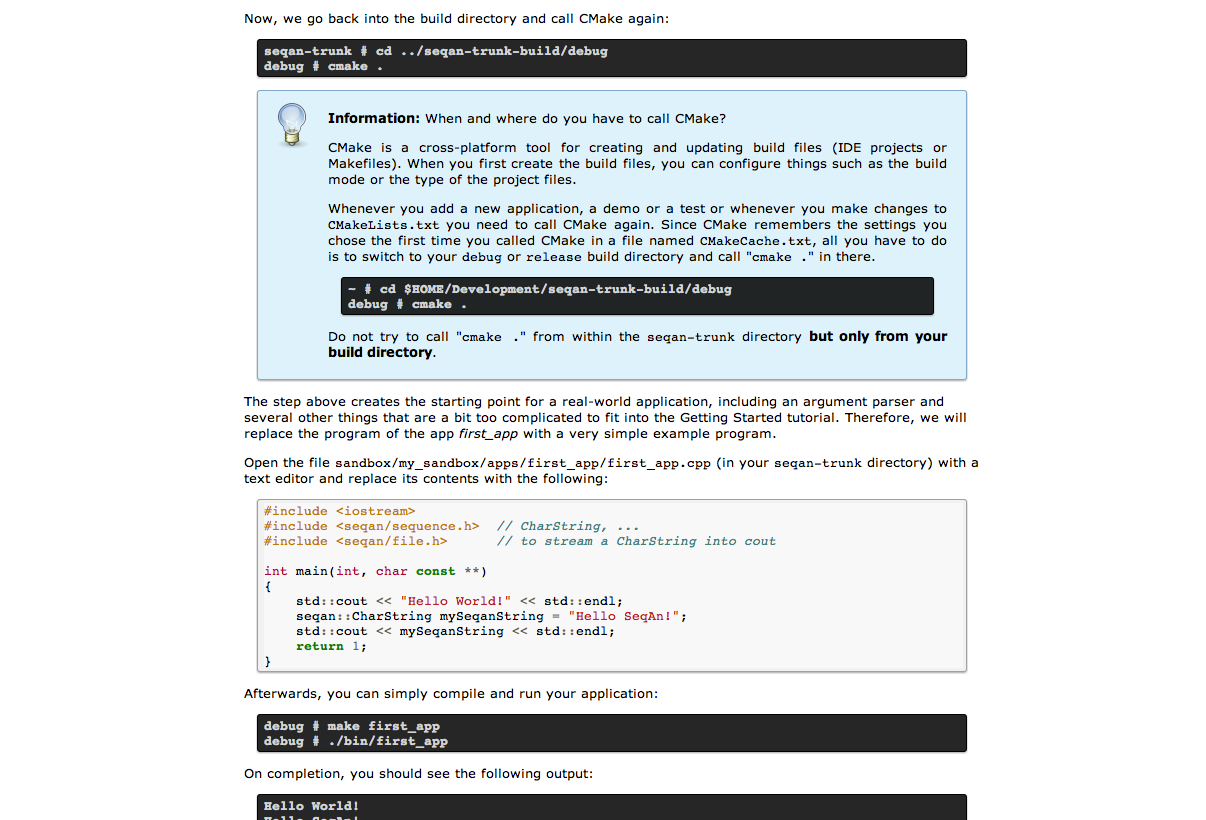 Now, we go back into the build directory and call CMake again:
seqan-trunk # cd ../seqan-trunk-build/debug
debug # cmake .
Information: When and where do you have to call CMake?
CMake is a cross-platform tool for creating and updating build files (IDE projects or
Makefiles). When you first create the build files, you can configure things such as the build
mode or the type of the project files.
Whenever you add a new application, a demo or a test or whenever you make changes to
CMakeLists.txt you need to call CMake again. Since CMake remembers the settings you
chose the first time you called CMake in a file named CMakeCache.txt, all you have to do
is to switch to your debug or release build directory and call "cmake ." in there.
~ # cd $HOME/Development/seqan-trunk-build/debug
debug # cmake .
Do not try to call "cmake ." from within the seqan-trunk directory but only from your
build directory.
The step above creates the starting point for a real-world application, including an argument parser and
several other things that are a bit too complicated to fit into the Getting Started tutorial. Therefore, we will
replace the program of the app first_app with a very simple example program.
Open the file sandbox/my_sandbox/apps/first_app/first_app.cpp (in your seqan-trunk directory) with a
text editor and replace its contents with the following:
#include <iostream>
#include <seqan/sequence.h>  // CharString, ...
#include <seqan/file.h>      // to stream a CharString into cout
int main(int, char const **)
{
    std::cout << "Hello World!" << std::endl;
    seqan::CharString mySeqanString = "Hello SeqAn!";
    std::cout << mySeqanString << std::endl;
    return 1;
}
Afterwards, you can simply compile and run your application:
debug # make first_app
debug # ./bin/first_app
On completion, you should see the following output:
Hello World!
Hello SeqAn!